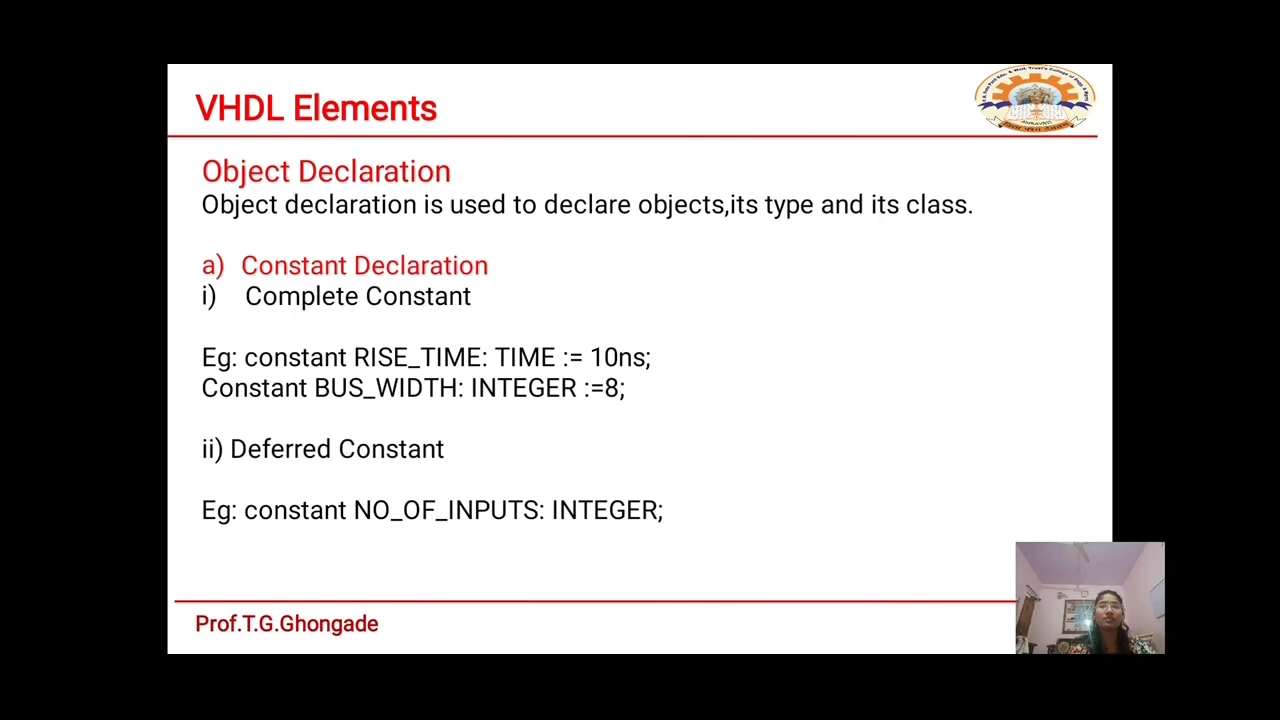 VHDL Elements
Object Declaration
Object declaration is used to declare objects,its type and its class.
a) Constant Declaration
i) Complete Constant
Eg: constant RISE_TIME: TIME := 10ns;
Constant BUS_WIDTH: INTEGER :=8;
ii) Deferred Constant
Eg: constant NO_OF_INPUTS: INTEGER;
Prof.T.G.Ghongade